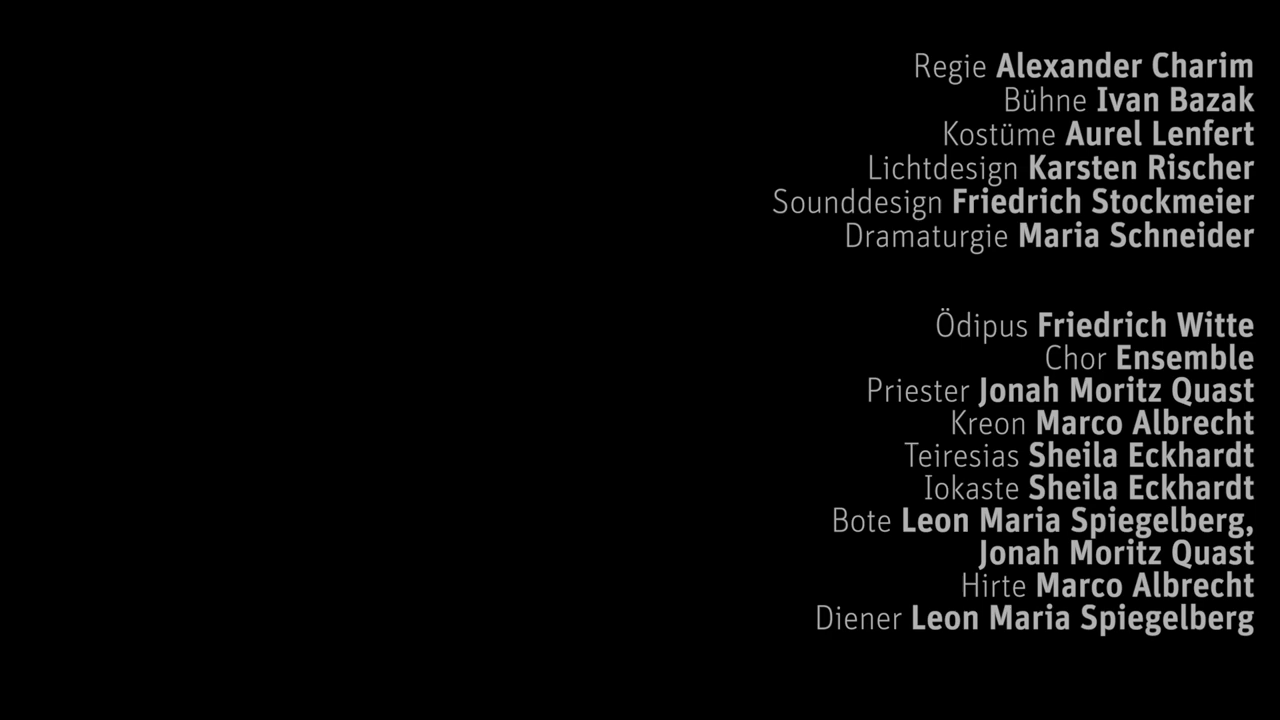 Regie Alexander Charim
Bühne Ivan Bazak
Kostüme Aurel Lenfert
Lichtdesign Karsten Rischer
Sounddesign Friedrich Stockmeier
Dramaturgie Maria Schneider
Ödipus Friedrich Witte
Chor Ensemble
Priester Jonah Moritz Quast
Kreon Marco Albrecht
Teiresias Sheila Eckhardt
Iokaste Sheila Eckhardt
Bote Leon Maria Spiegelberg,
Jonah Moritz Quast
Hirte Marco Albrecht
Diener Leon Maria Spiegelberg